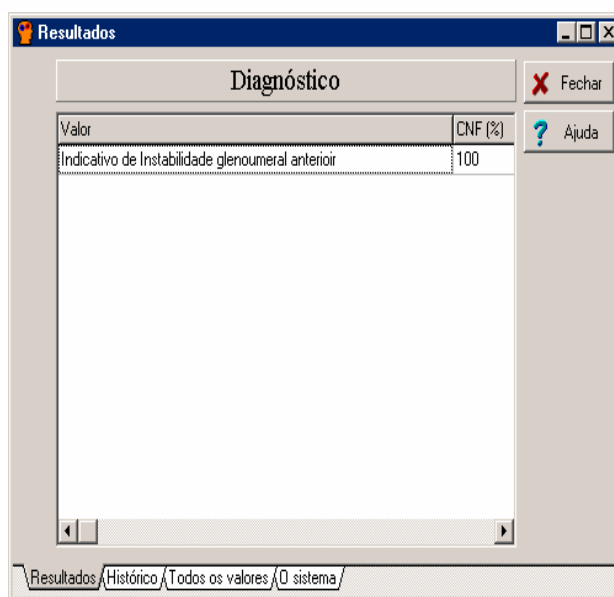 Resultados
Diagnóstico
Fechar
Valor CNF (%)
Ajuda
Indicativo de Instabilidade glenoumeral anterioir 100
Resultados Histórico Todos os valores O sistema